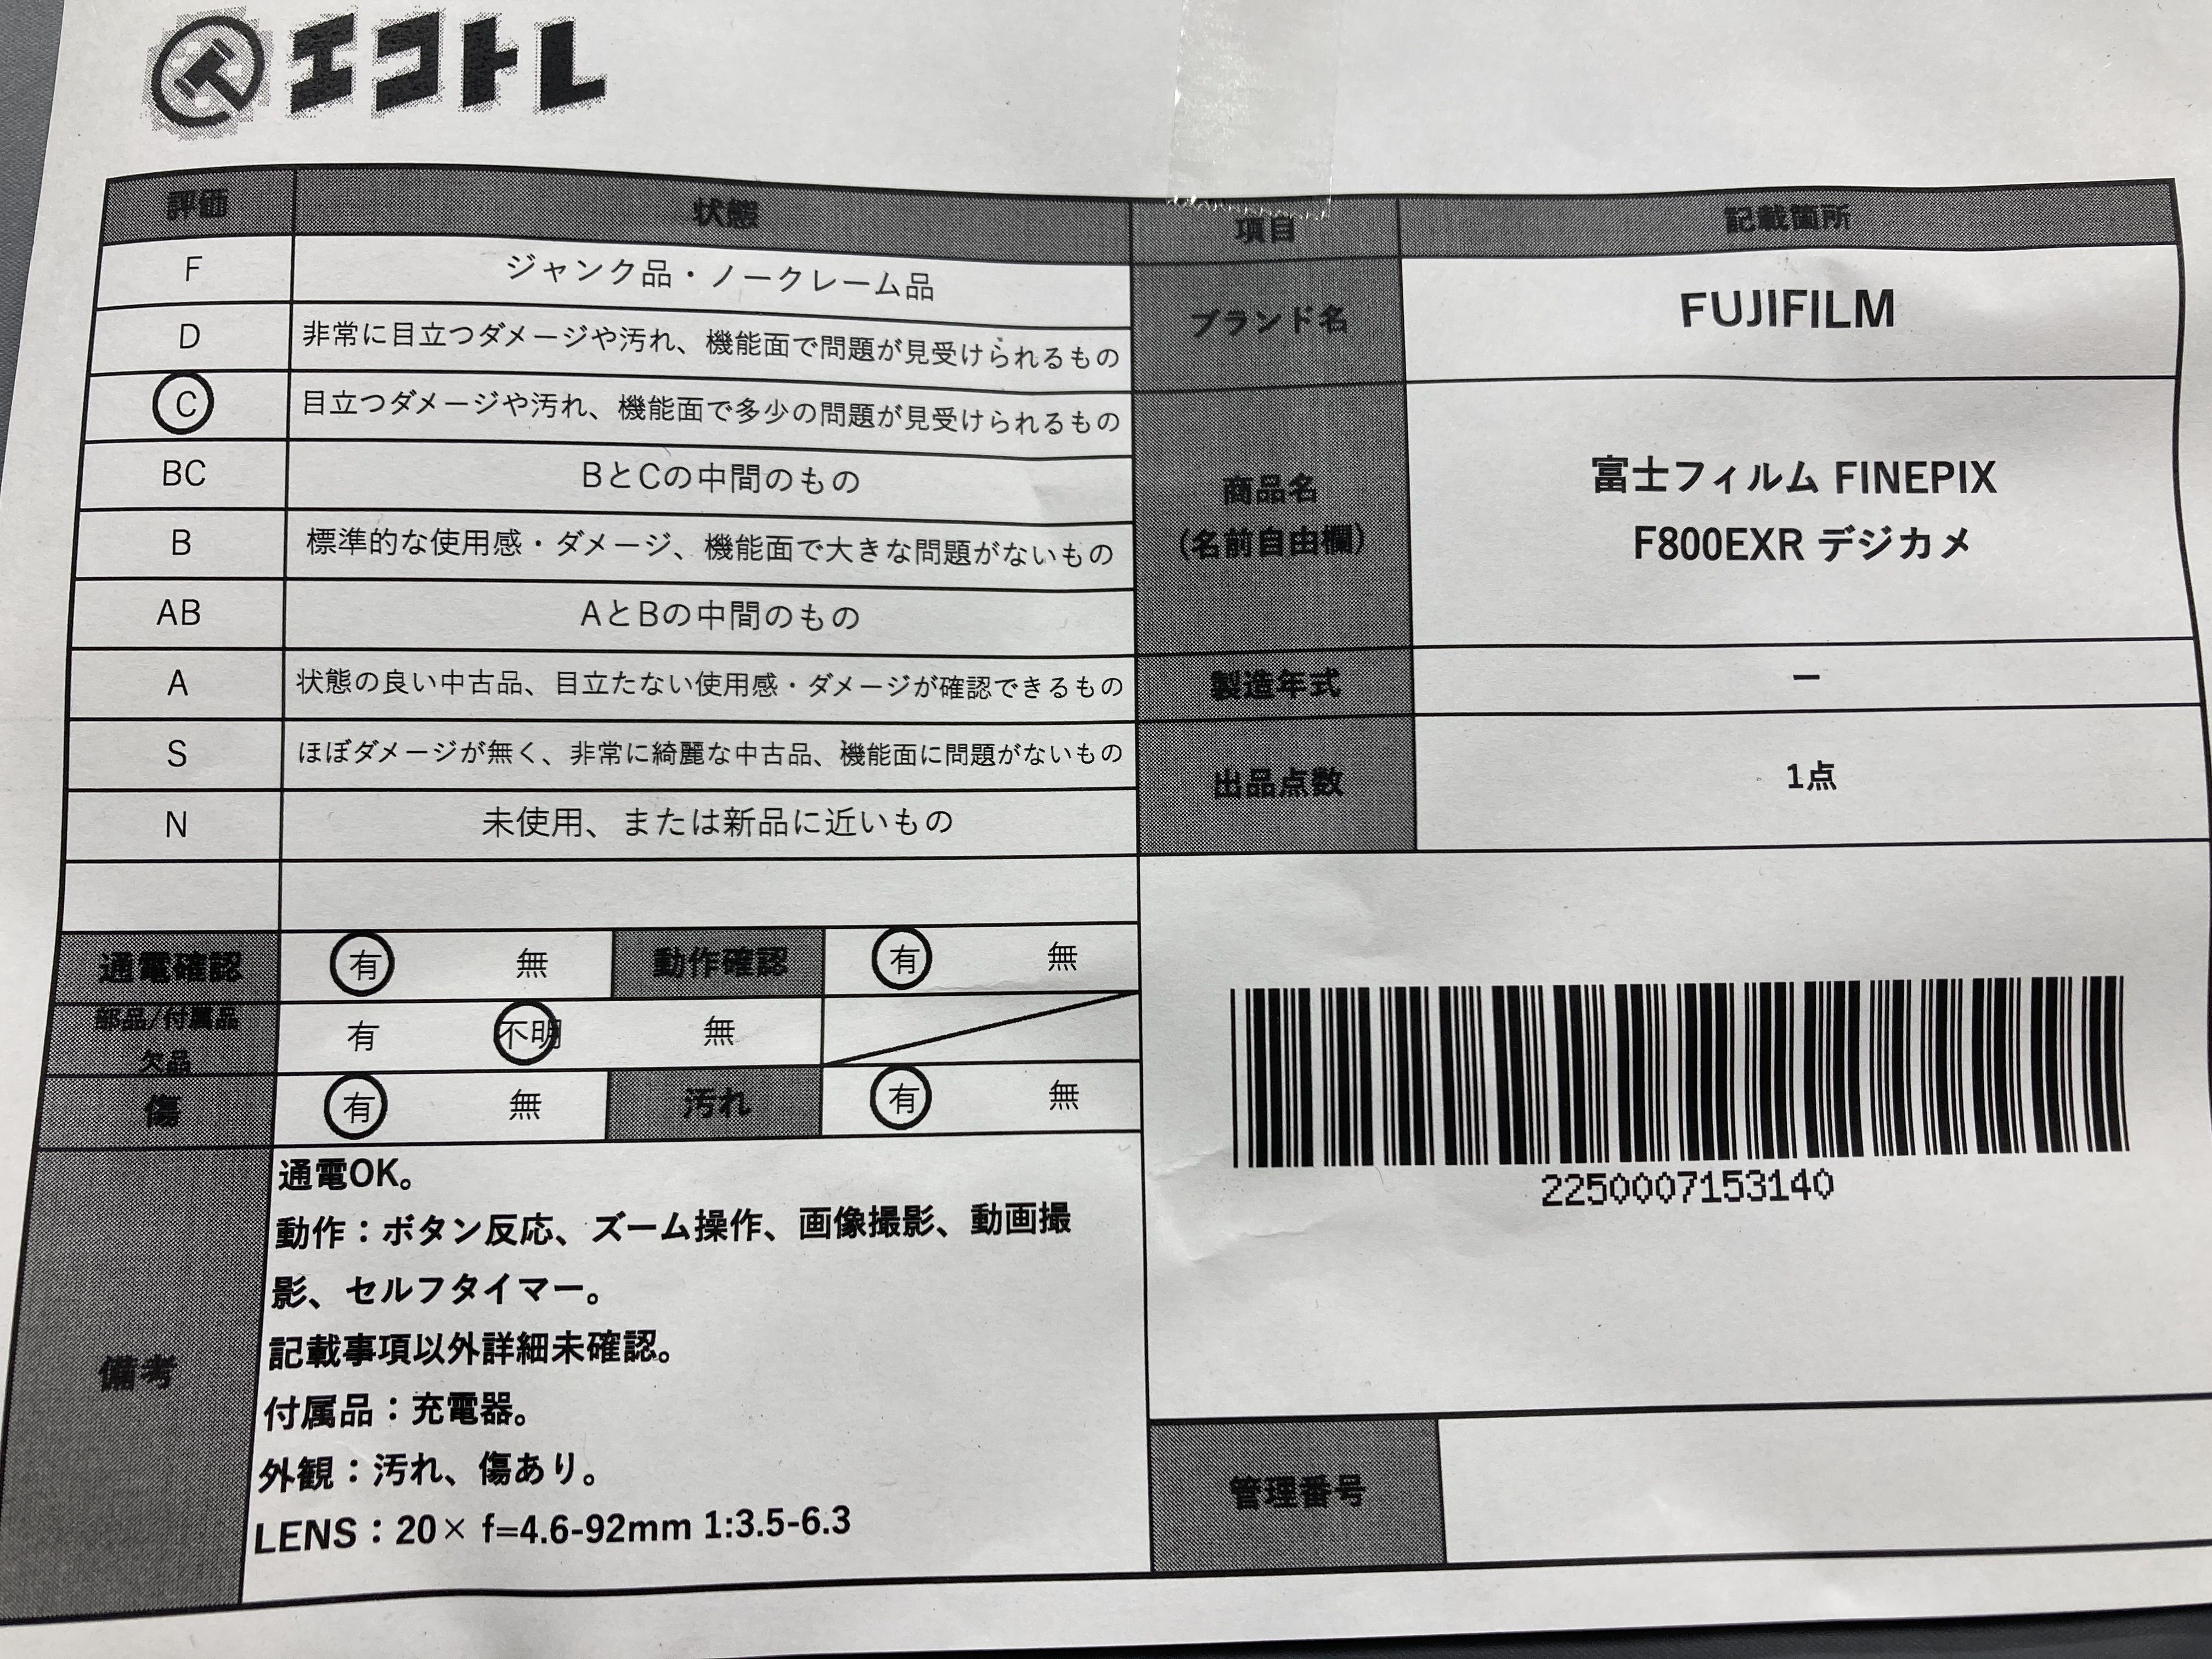 エコトレ
評価 状態
F ジャンク品・ノークレーム品
D 非常に目立つダメージや汚れ、機能面で問題が見受けられるもの
C 目立つダメージや汚れ、機能面で多少の問題が見受けられるもの
BC BとCの中間のもの
B 標準的な使用感・ダメージ、機能面で大きな問題がないもの
AB AとBの中間のもの
A 状態の良い中古品、目立たない使用感・ダメージが確認できるもの
S ほぼダメージが無く、非常に綺麗な中古品、機能面に問題がないもの
N 未使用、または新品に近いもの
通電確認 有 無 動作確認 有 無
部品/付属品
欠品 有 不明 無
傷 有 無 汚れ 有 無
備考
通電OK。
動作：ボタン反応、ズーム操作、画像撮影、動画撮
影、セルフタイマー。
記載事項以外詳細未確認。
付属品：充電器。
外観：汚れ、傷あり。
LENS：20× f=4.6-92mm 1:3.5-6.3
項目 記載箇所
ブランド名 FUJIFILM
商品名
(名前自由欄)
富士フィルム FINEPIX
F800EXR デジカメ
製造年式 ー
出品点数 1点
2250007153140
管理番号